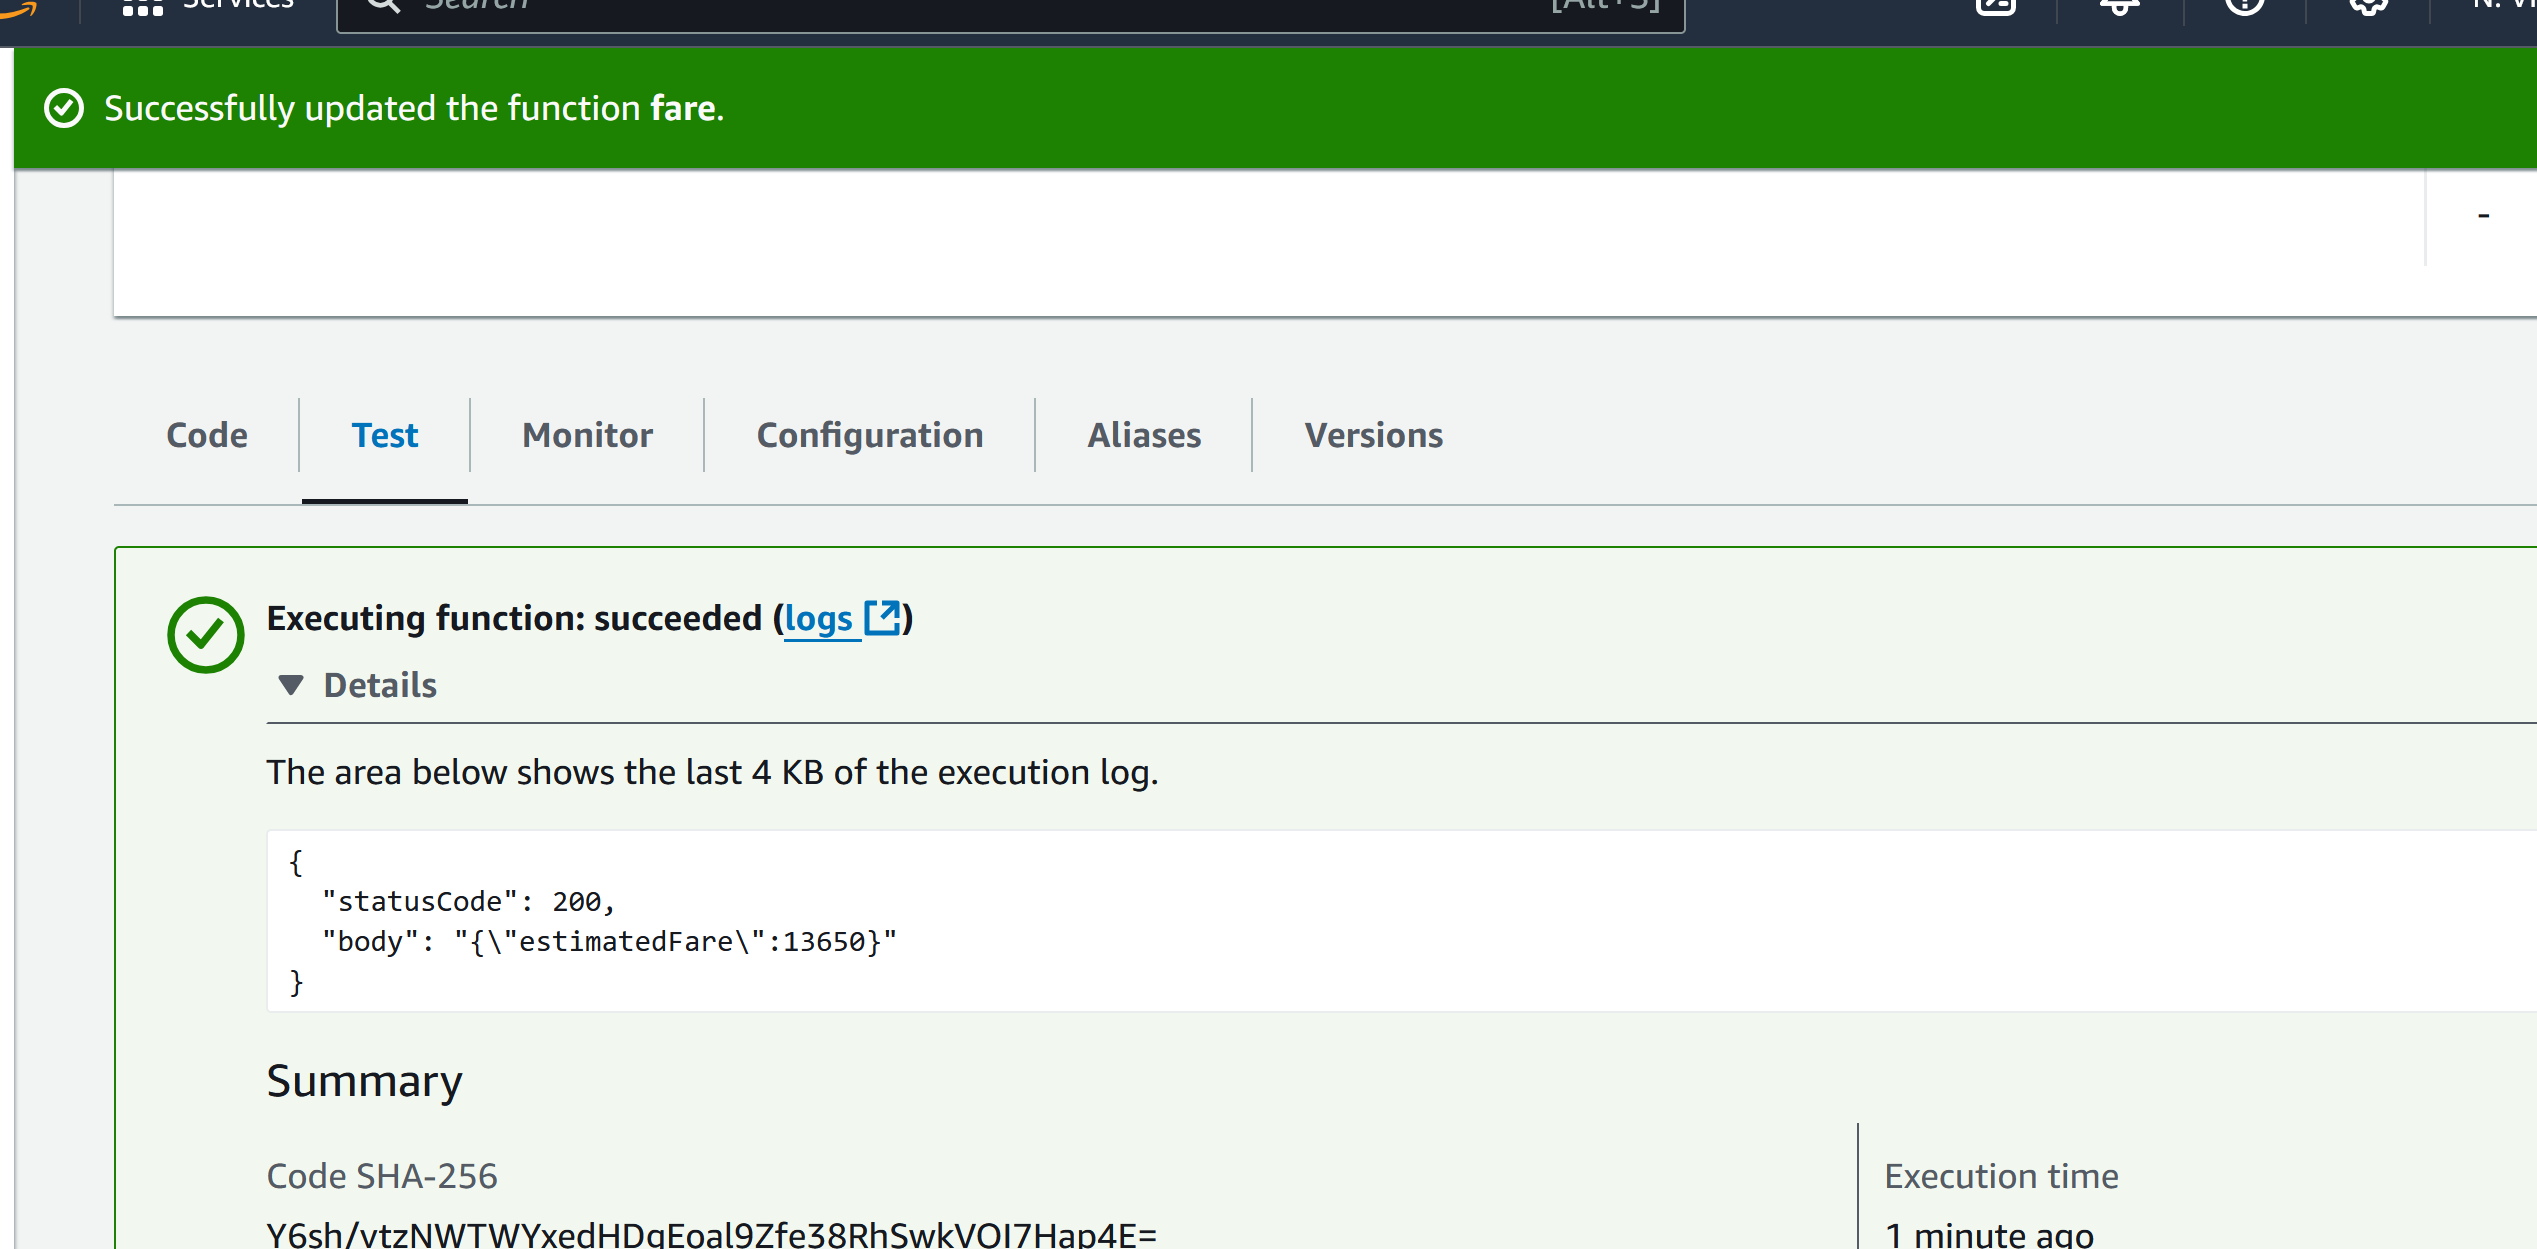 Services
Search
[Alt+S]
Successfully updated the function fare.
-
Code Test Monitor Configuration Aliases Versions
Executing function: succeeded (logs)
Details
The area below shows the last 4 KB of the execution log.
{
"statusCode": 200,
"body": "{\"estimatedFare\":13650}"
}
Summary
Code SHA-256
Execution time
Y6sh/vtzNWTWYxedHDgEoal9Zfe38RhSwkVOI7Hap4E=
1 minute ago